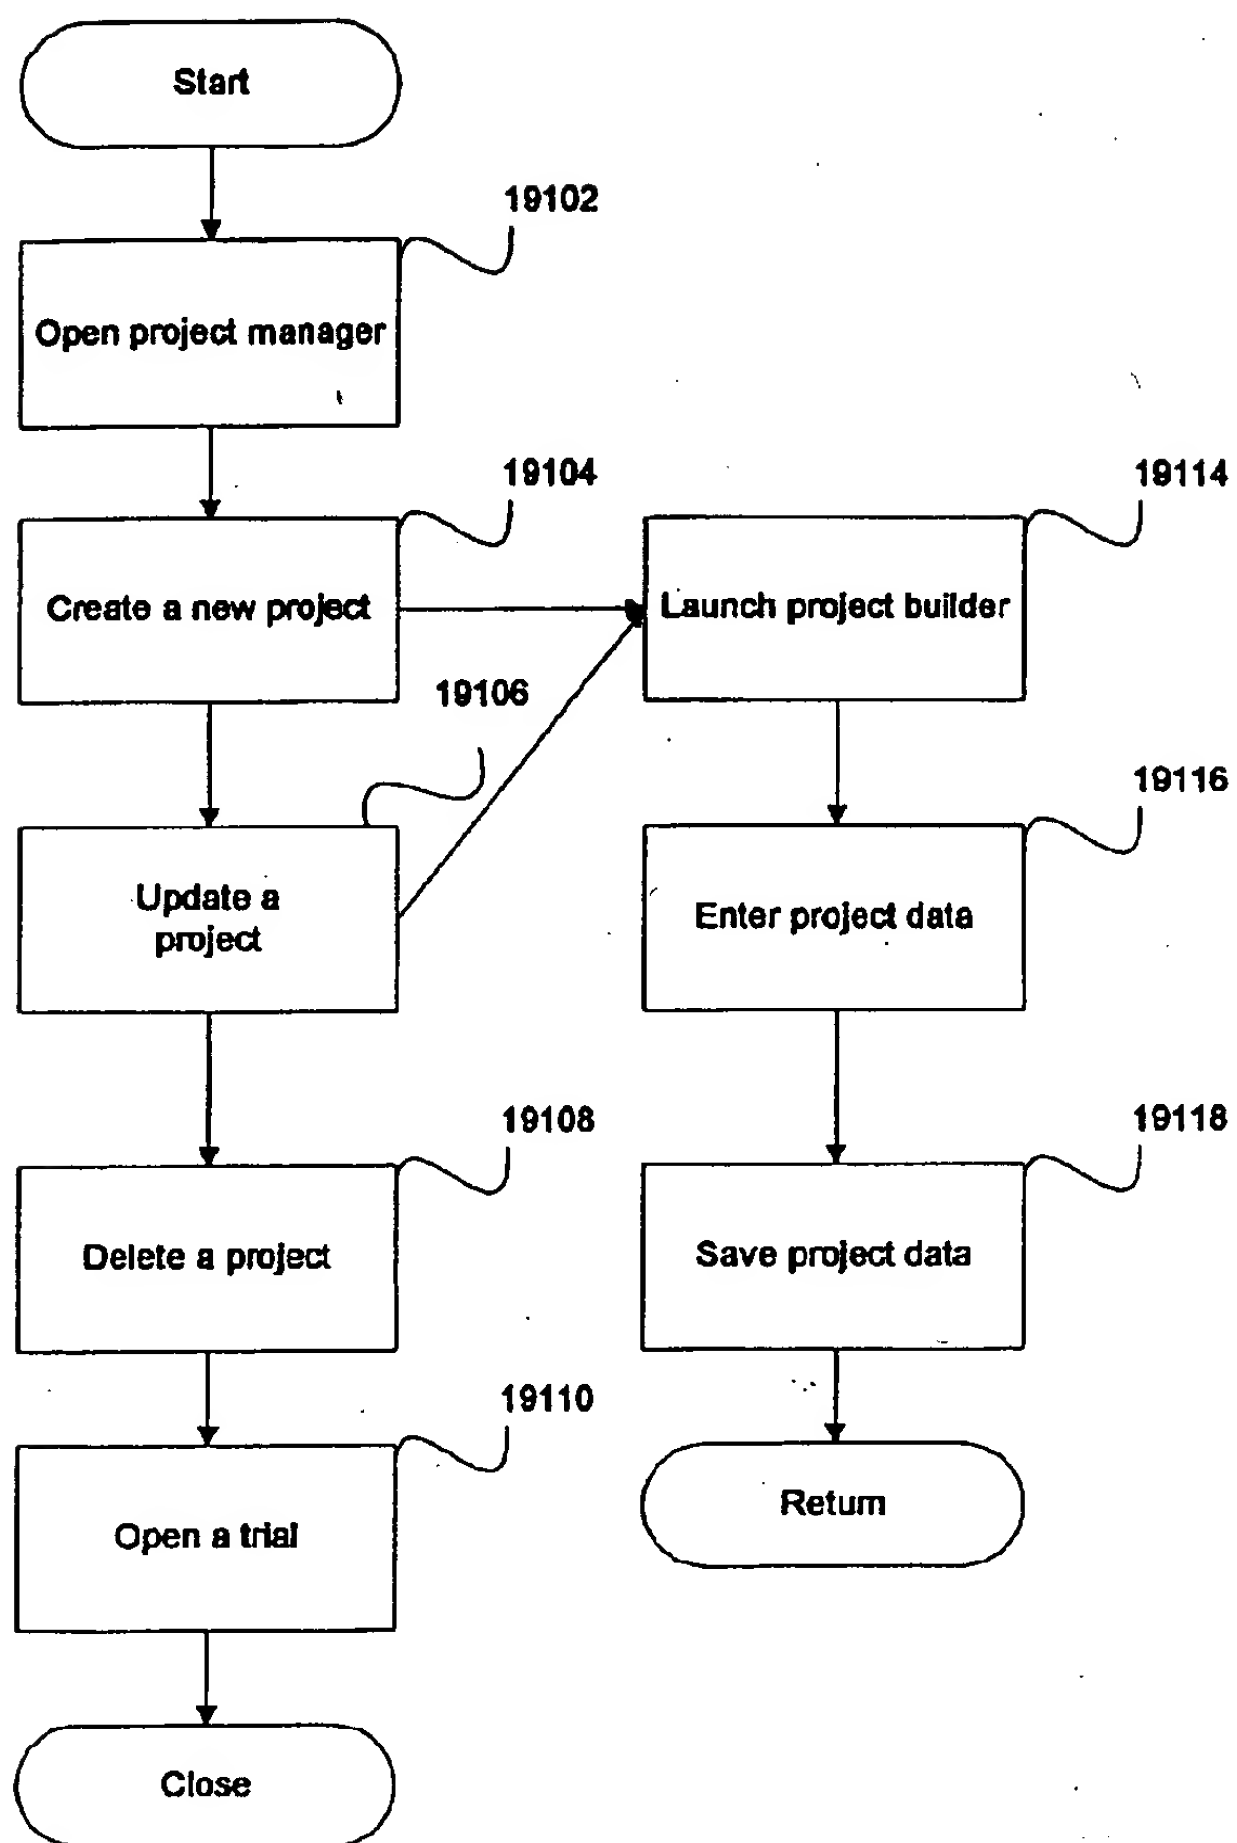 Start
19102
Open project manager
19104
Create a new project
19114
Launch project builder
19106
Update a
project
19116
Enter project data
19108
Delete a project
19118
Save project data
19110
Open a trial
Return
Close